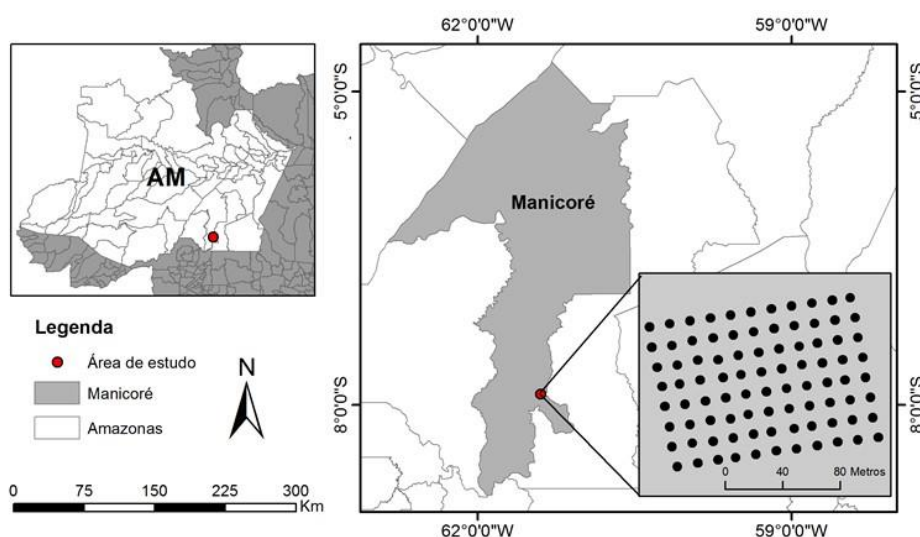 AM
Legenda
Área de estudo
Manicoré
Amazonas
N
0 75 150 225 300
Km
62°0'0"W 59°0'0"W
5°0'0"S
8°0'0"S
Manicoré
0 40 80 Metros
5°0'0"S
8°0'0"S
62°0'0"W 59°0'0"W